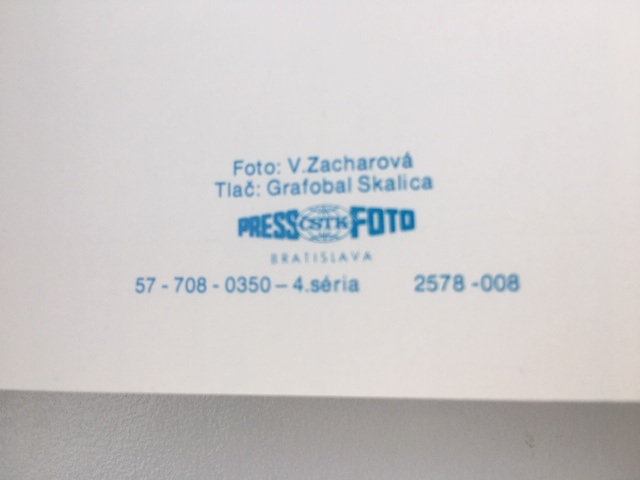 Foto: V.Zacharová
Tlač: Grafobal Skalica
PRESS ČSTK FOTO
BRATISLAVA
57 - 708 - 0350 – 4.séria 2578 -008